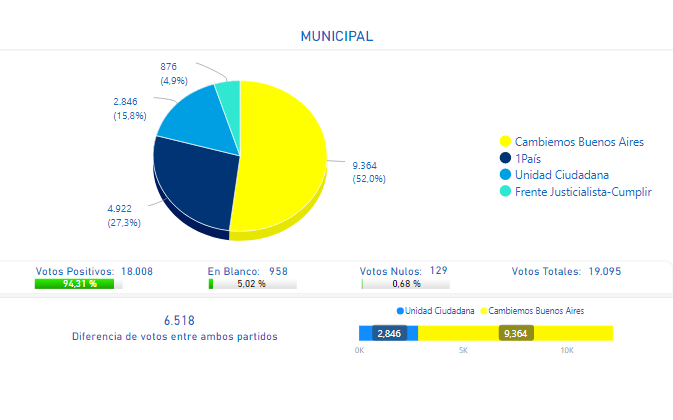 MUNICIPAL
876
(4,9%)
2.846
(15,8%)
9.364
(52,0%)
4.922
(27,3%)
Cambiemos Buenos Aires
1País
Unidad Ciudadana
Frente Justicialista-Cumplir
Votos Positivos: 18.008
94,31 %
En Blanco: 958
5,02 %
Votos Nulos: 129
0,68 %
Votos Totales: 19.095
6.518
Diferencia de votos entre ambos partidos
Unidad Ciudadana Cambiemos Buenos Aires
2,846 9,364
0K 5K 10K